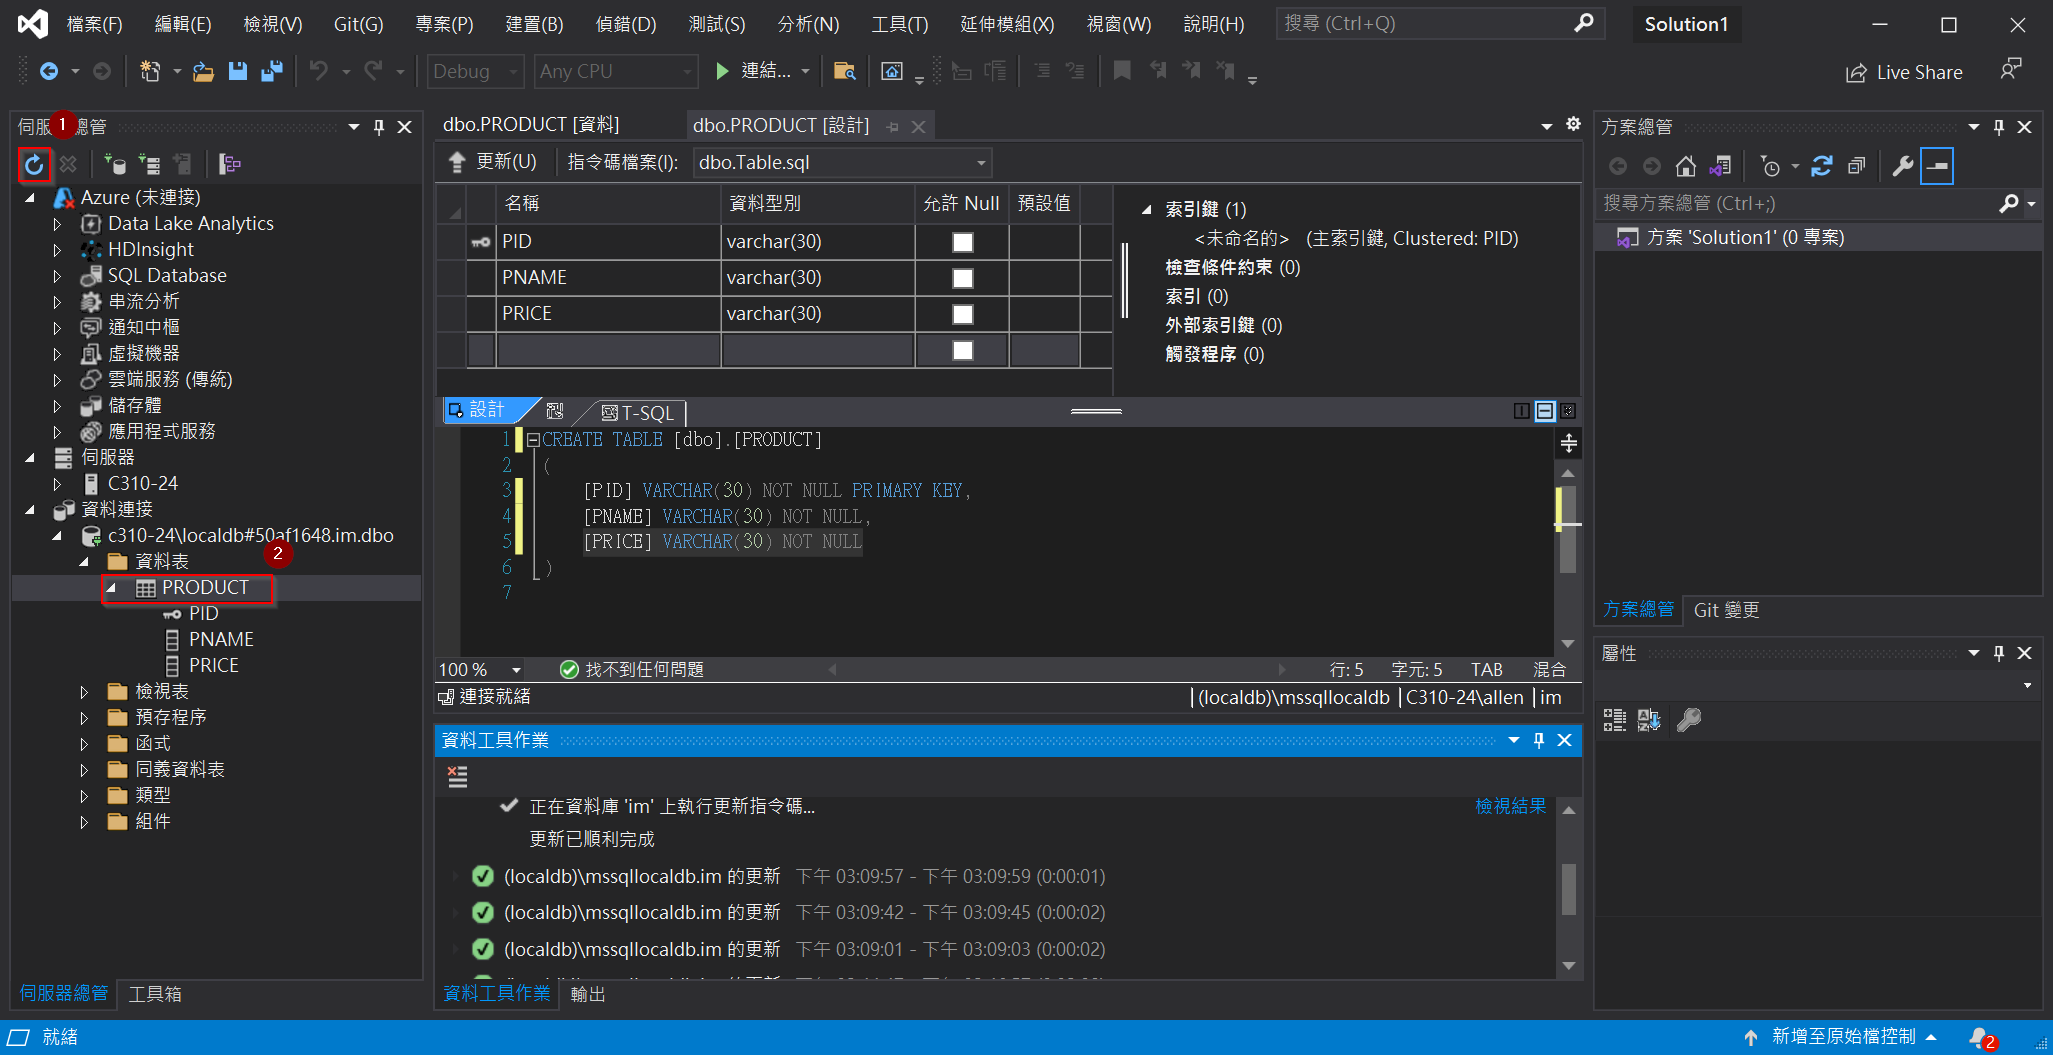 檔案(F) 編輯(E) 檢視(V) Git(G) 專案(P) 建置(B) 偵錯(D) 測試(S) 分析(N) 工具(T) 延伸模組(X) 視窗(W) 說明(H) 搜尋 (Ctrl+Q) Solution1
Debug Any CPU 連結... Live Share
伺服 1 總管
Azure (未連接)
Data Lake Analytics
HDInsight
SQL Database
串流分析
通知中樞
虛擬機器
雲端服務 (傳統)
儲存體
應用程式服務
伺服器
C310-24
資料連接
c310-24\localdb#50af1648.im.dbo
資料表 2
PRODUCT
PID
PNAME
PRICE
檢視表
預存程序
函式
同義資料表
類型
組件
伺服器總管 工具箱
dbo.PRODUCT [資料] dbo.PRODUCT [設計]
更新(U) 指令碼檔案(I): dbo.Table.sql
名稱 資料型別 允許 Null 預設值
PID varchar(30)
PNAME varchar(30)
PRICE varchar(30)
索引鍵 (1)
<未命名的> (主索引鍵, Clustered: PID)
檢查條件約束 (0)
索引 (0)
外部索引鍵 (0)
觸發程序 (0)
設計 T-SQL
1 CREATE TABLE [dbo].[PRODUCT]
2 (
3 [PID] VARCHAR(30) NOT NULL PRIMARY KEY,
4 [PNAME] VARCHAR(30) NOT NULL,
5 [PRICE] VARCHAR(30) NOT NULL
6 )
7
100 % 找不到任何問題 行: 5 字元: 5 TAB 混合
連接就緒 (localdb)\mssqllocaldb C310-24\allen im
資料工具作業
正在資料庫 'im' 上執行更新指令碼... 檢視結果
更新已順利完成
(localdb)\mssqllocaldb.im 的更新 下午 03:09:57 - 下午 03:09:59 (0:00:01)
(localdb)\mssqllocaldb.im 的更新 下午 03:09:42 - 下午 03:09:45 (0:00:02)
(localdb)\mssqllocaldb.im 的更新 下午 03:09:01 - 下午 03:09:03 (0:00:02)
資料工具作業 輸出
方案總管
搜尋方案總管 (Ctrl+;)
方案 'Solution1' (0 專案)
方案總管 Git 變更
屬性
就緒 新增至原始檔控制 2